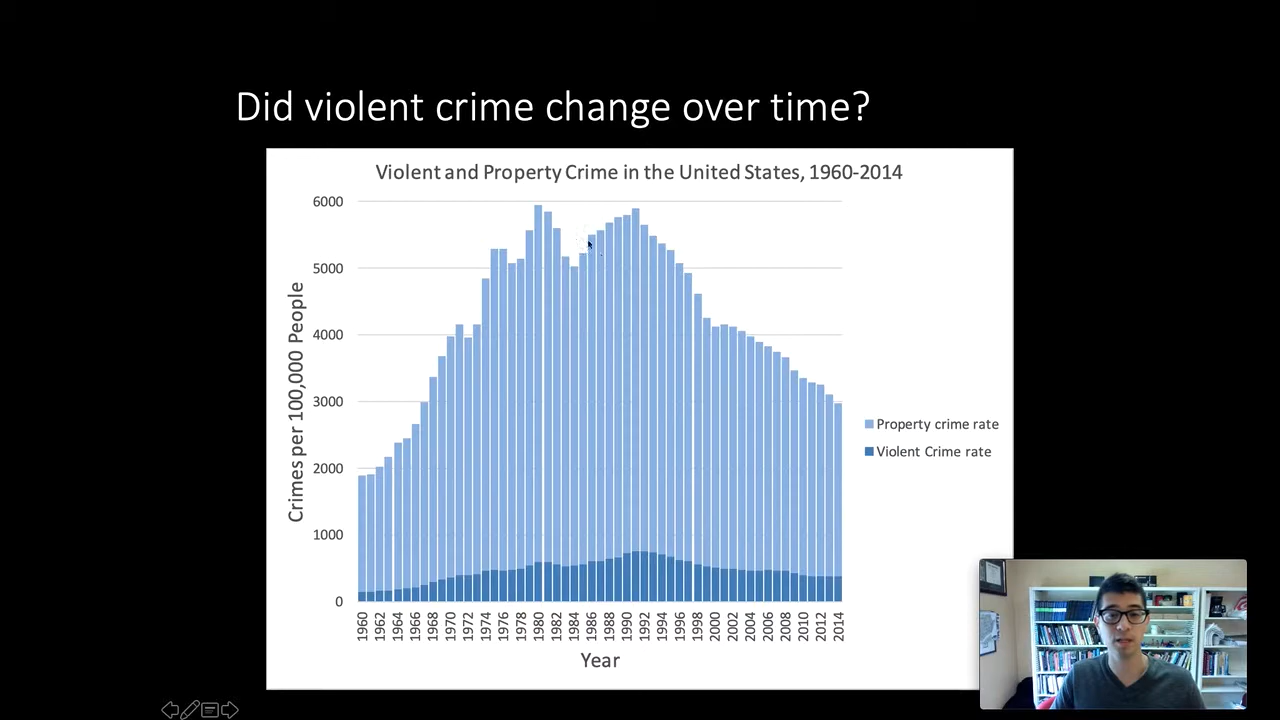 Did violent crime change over time?
Violent and Property Crime in the United States, 1960-2014
6000
5000
4000
3000
2000
1000
0
Crimes per 100,000 People
1960 1962 1964 1966 1968 1970 1972 1974 1976 1978 1980 1982 1984 1986 1988 1990 1992 1994 1996 1998 2000 2002 2004 2006 2008 2010 2012 2014
Year
Property crime rate
Violent Crime rate